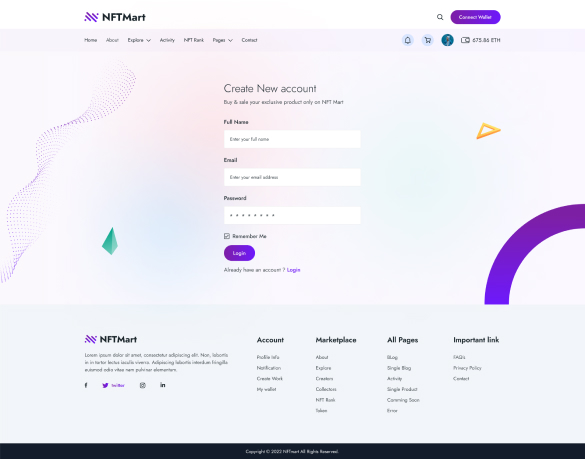 NFTMart
Connect Wallet
Home About Explore Activity NFT Rank Pages Contact
675.86 ETH
Create New account
Buy & sale your exclusive product only on NFT Mart
Full Name
Enter your full name
Email
Enter your email address
Password
********
Remember Me
Login
Already have an account ? Login
NFTMart
Lorem ipsum dolor sit amet, consectetur adipiscing elit. Non, lobortis
in in tortor lectus iaculis viverra. Adipiscing lobortis interdum fringilla
euismod odio vitae nam pulvinar elementum.
twitter
Account
Profile Info
Notification
Create Work
My wallet
Marketplace
About
Explore
Creators
Collectors
NFT Rank
Token
All Pages
BLog
Single Blog
Activity
Single Product
Comming Soon
Error
Important link
FAQ's
Privacy Policy
Contact
Copyright © 2022 NFTmart All Rights Reserved.